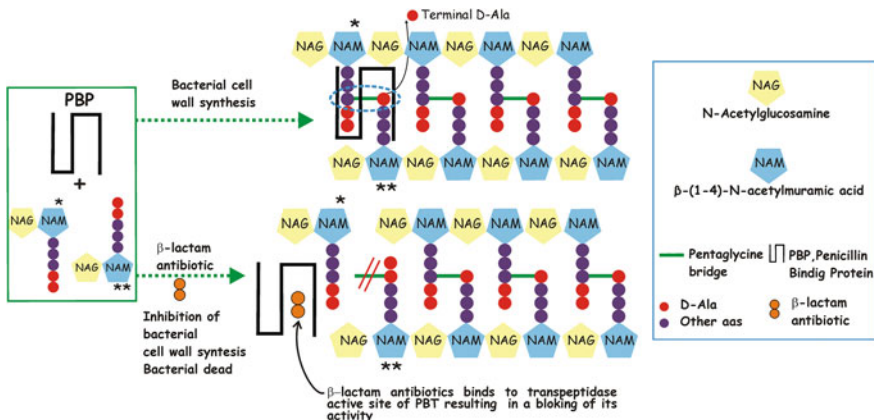 * Terminal D-Ala
NAG NAM NAG NAM NAG NAM NAG NAM
Bacterial cell
wall synthesis
NAG NAM NAG NAM NAG NAM NAG NAM
**
PBP
+
*
NAG NAM
NAG NAM
**
β-lactam
antibiotic
Inhibition of
bacterial
cell wall syntesis
Bacterial dead
*
NAG NAM NAG NAM NAG NAM NAG NAM
NAG NAM NAG NAM NAG NAM NAG NAM
**
β-lactam antibiotics binds to transpeptidase
active site of PBT resulting in a bloking of its
activity
NAG
N-Acetylglucosamine
NAM
β-(1-4)-N-acetylmuramic acid
Pentaglycine
bridge
PBP,Penicillin
Bindig Protein
D-Ala
Other aas
β-lactam
antibiotic